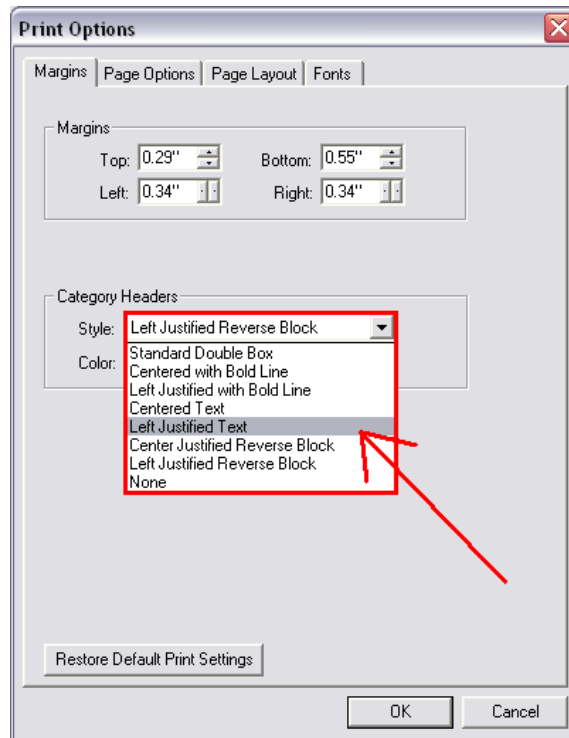 Print Options
Margins Page Options Page Layout Fonts
Margins
Top: 0.29" Bottom: 0.55"
Left: 0.34" Right: 0.34"
Category Headers
Style: Left Justified Reverse Block
Color:
Standard Double Box
Centered with Bold Line
Left Justified with Bold Line
Centered Text
Left Justified Text
Center Justified Reverse Block
Left Justified Reverse Block
None
Restore Default Print Settings
OK Cancel